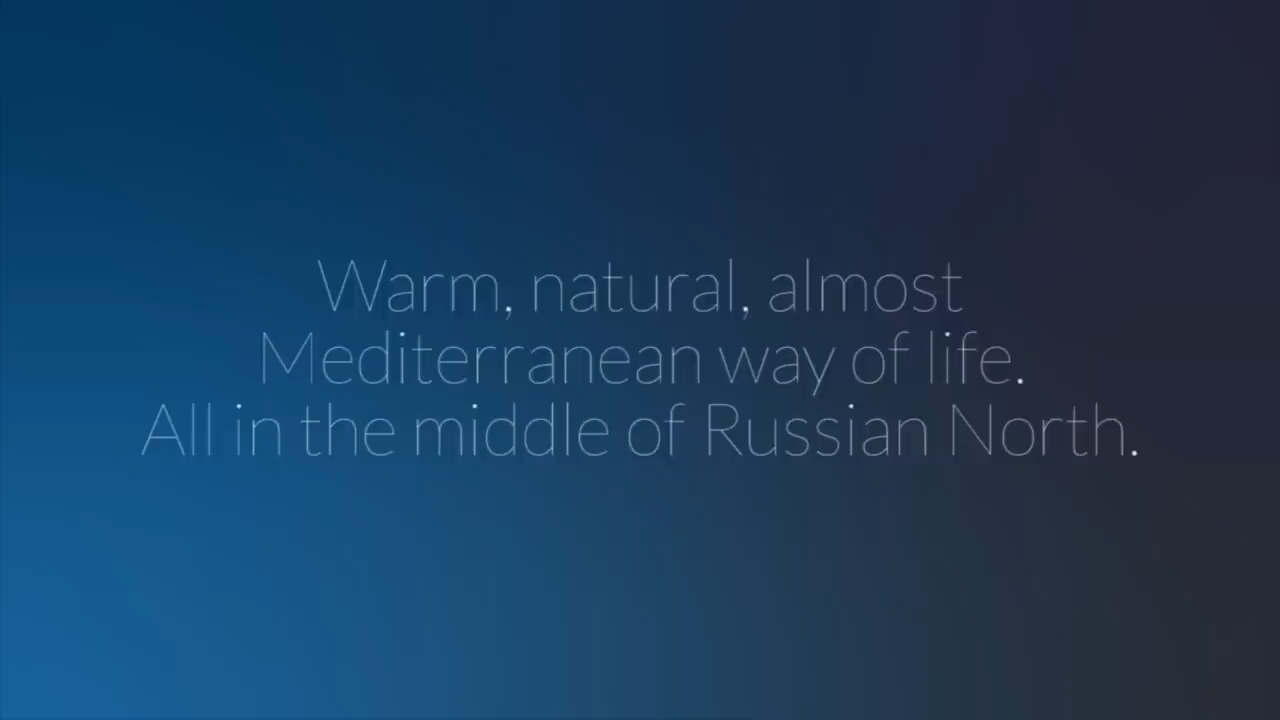 Warm, natural, almost
Mediterranean way of life.
All in the middle of Russian North.